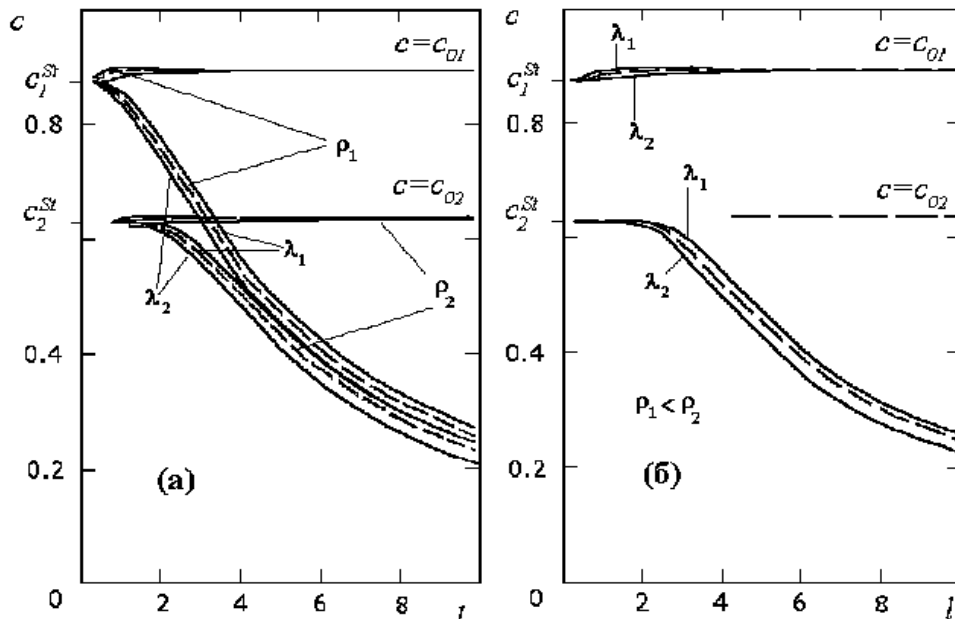 c
c=c₀₁
c₁ˢᵗ
0.8
ρ₁
c=c₀₂
c₂ˢᵗ
λ₁
λ₂
ρ₂
0.4
0.2
(а)
0
2
4
6
8
l
c
λ₁
c=c₀₁
c₁ˢᵗ
λ₂
0.8
λ₁
c=c₀₂
c₂ˢᵗ
λ₂
0.4
ρ₁ < ρ₂
0.2
(б)
0
2
4
6
8
l